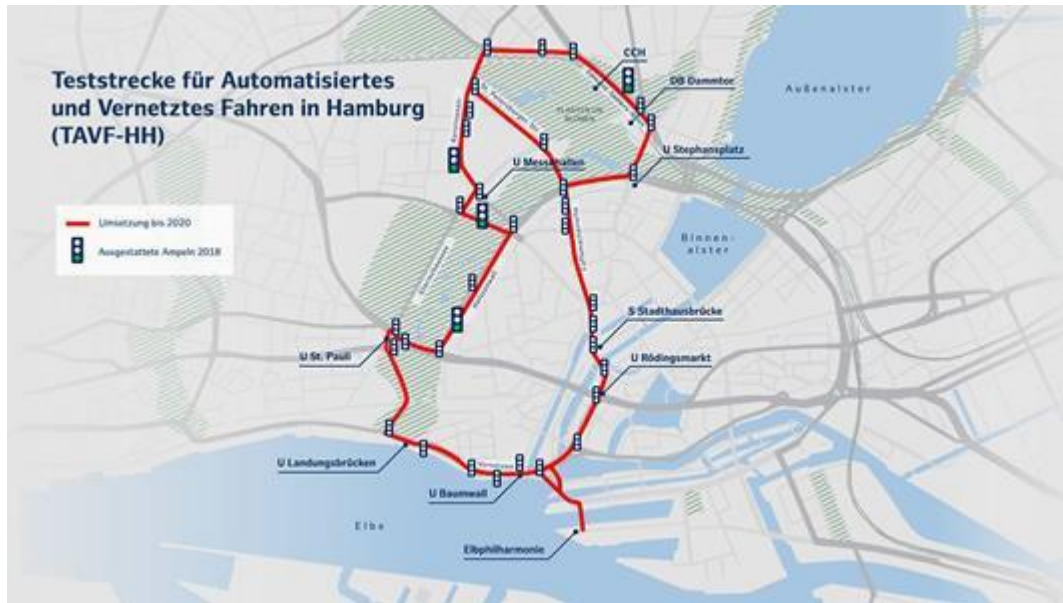 Teststrecke für Automatisiertes
und Vernetztes Fahren in Hamburg
(TAVF-HH)
Umsetzung bis 2020
Ausgestattete Ampeln 2018
CCH
DB Dammtor
Außenalster
U Stephansplatz
U Messehallen
Binnen-
alster
S Stadthausbrücke
U Rödingsmarkt
U St. Pauli
U Landungsbrücken
U Baumwall
Elbe
Elbphilharmonie